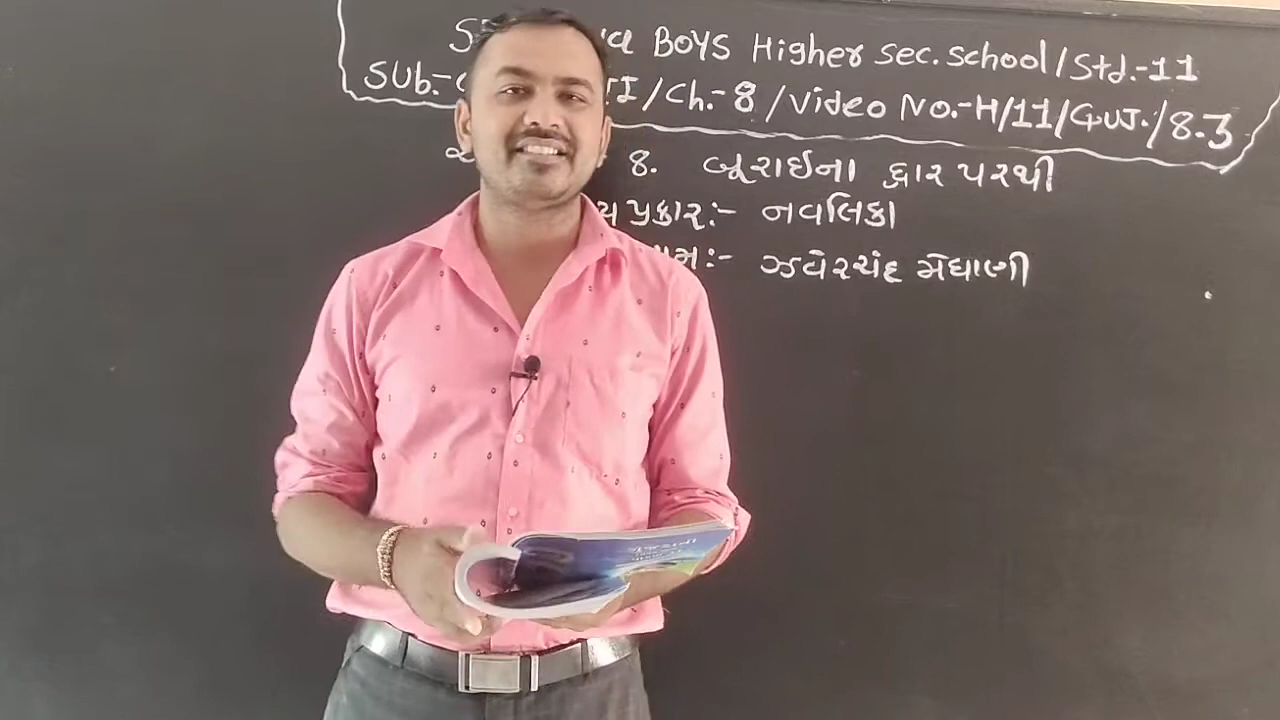 BOYS Higher sec. school/Std.-11
SUb.- /Ch.-8/Video No.-H/11/GUJ./8.3
8. બૂરાઈના દ્વાર પરથી
પ્રકાર:- નવલિકા
ઝવેરચંદ મેઘાણી